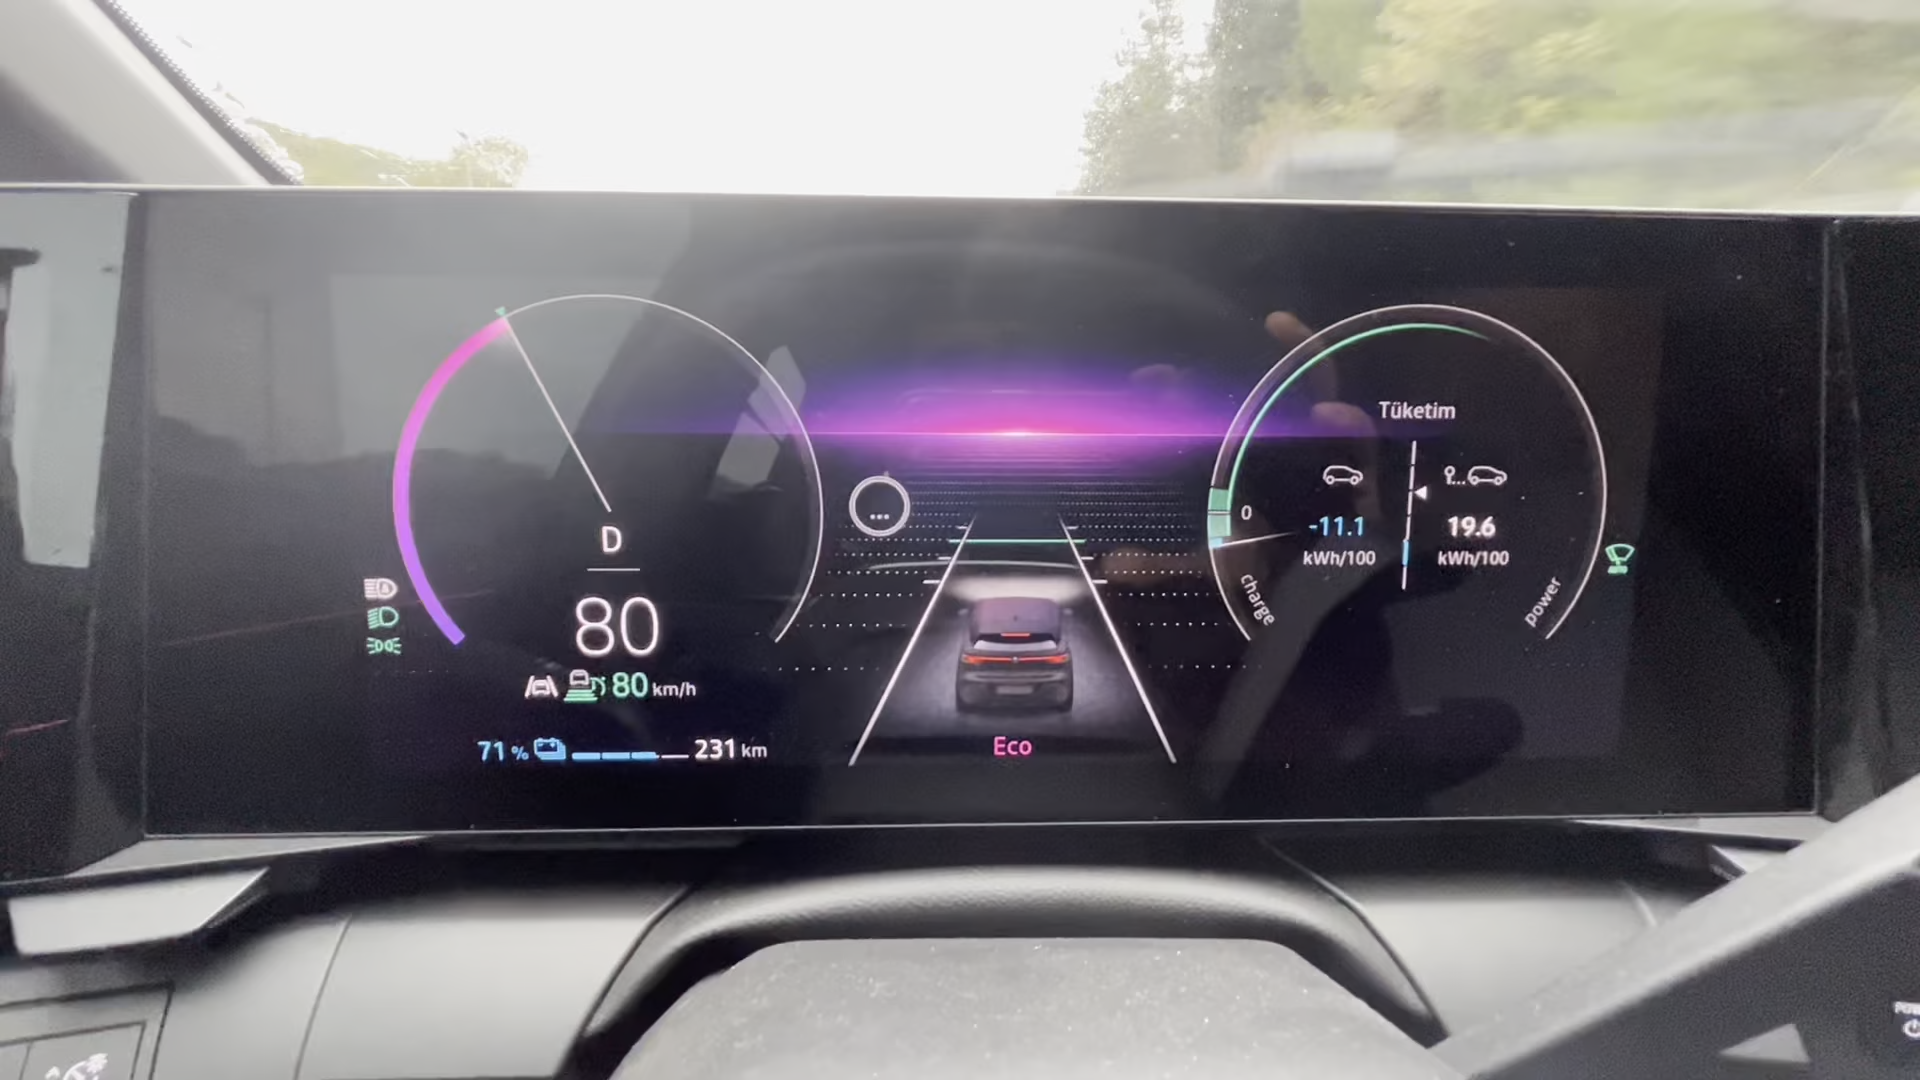 D
80
80 km/h
71 % 231 km
Eco
Tüketim
-11.1 19.6
kWh/100 kWh/100
0
charge
power